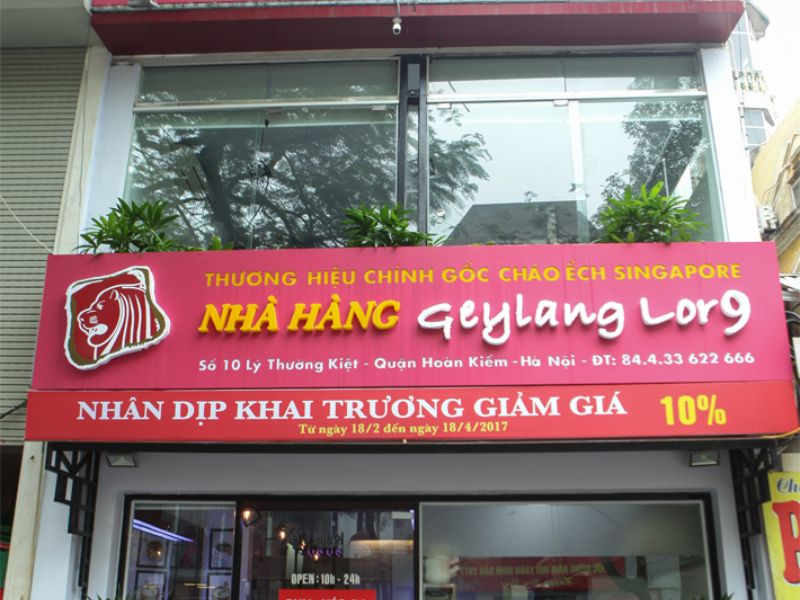 THƯƠNG HIỆU CHÍNH GỐC CHÁO ẾCH SINGAPORE
NHÀ HÀNG Geylang Lor9
Số 10 Lý Thường Kiệt - Quận Hoàn Kiếm - Hà Nội - ĐT: 84.4.33 622 666
NHÂN DỊP KHAI TRƯƠNG GIẢM GIÁ 10%
Từ ngày 18/2 đến ngày 18/4/2017
OPEN: 10h - 24h